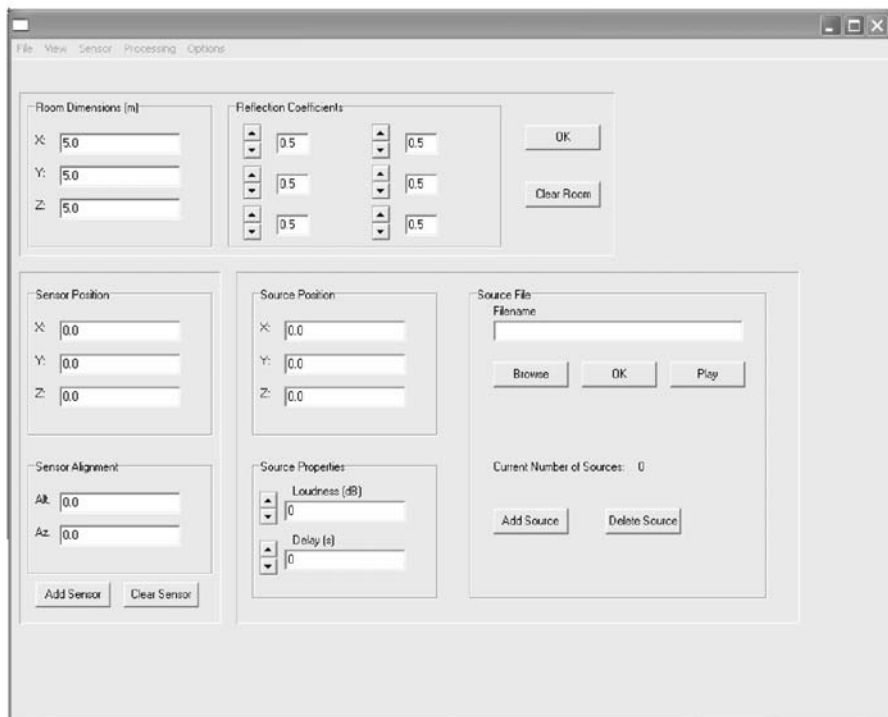 File View Sensor Processing Options
Room Dimensions (m)
X: 5.0
Y: 5.0
Z: 5.0
Reflection Coefficients
0.5 0.5
0.5 0.5
0.5 0.5
OK
Clear Room
Sensor Position
X: 0.0
Y: 0.0
Z: 0.0
Sensor Alignment
Alt: 0.0
Az: 0.0
Add Sensor Clear Sensor
Source Position
X: 0.0
Y: 0.0
Z: 0.0
Source Properties
Loudness (dB)
0
Delay (s)
0
Source File
Filename
Browse OK Play
Current Number of Sources: 0
Add Source Delete Source